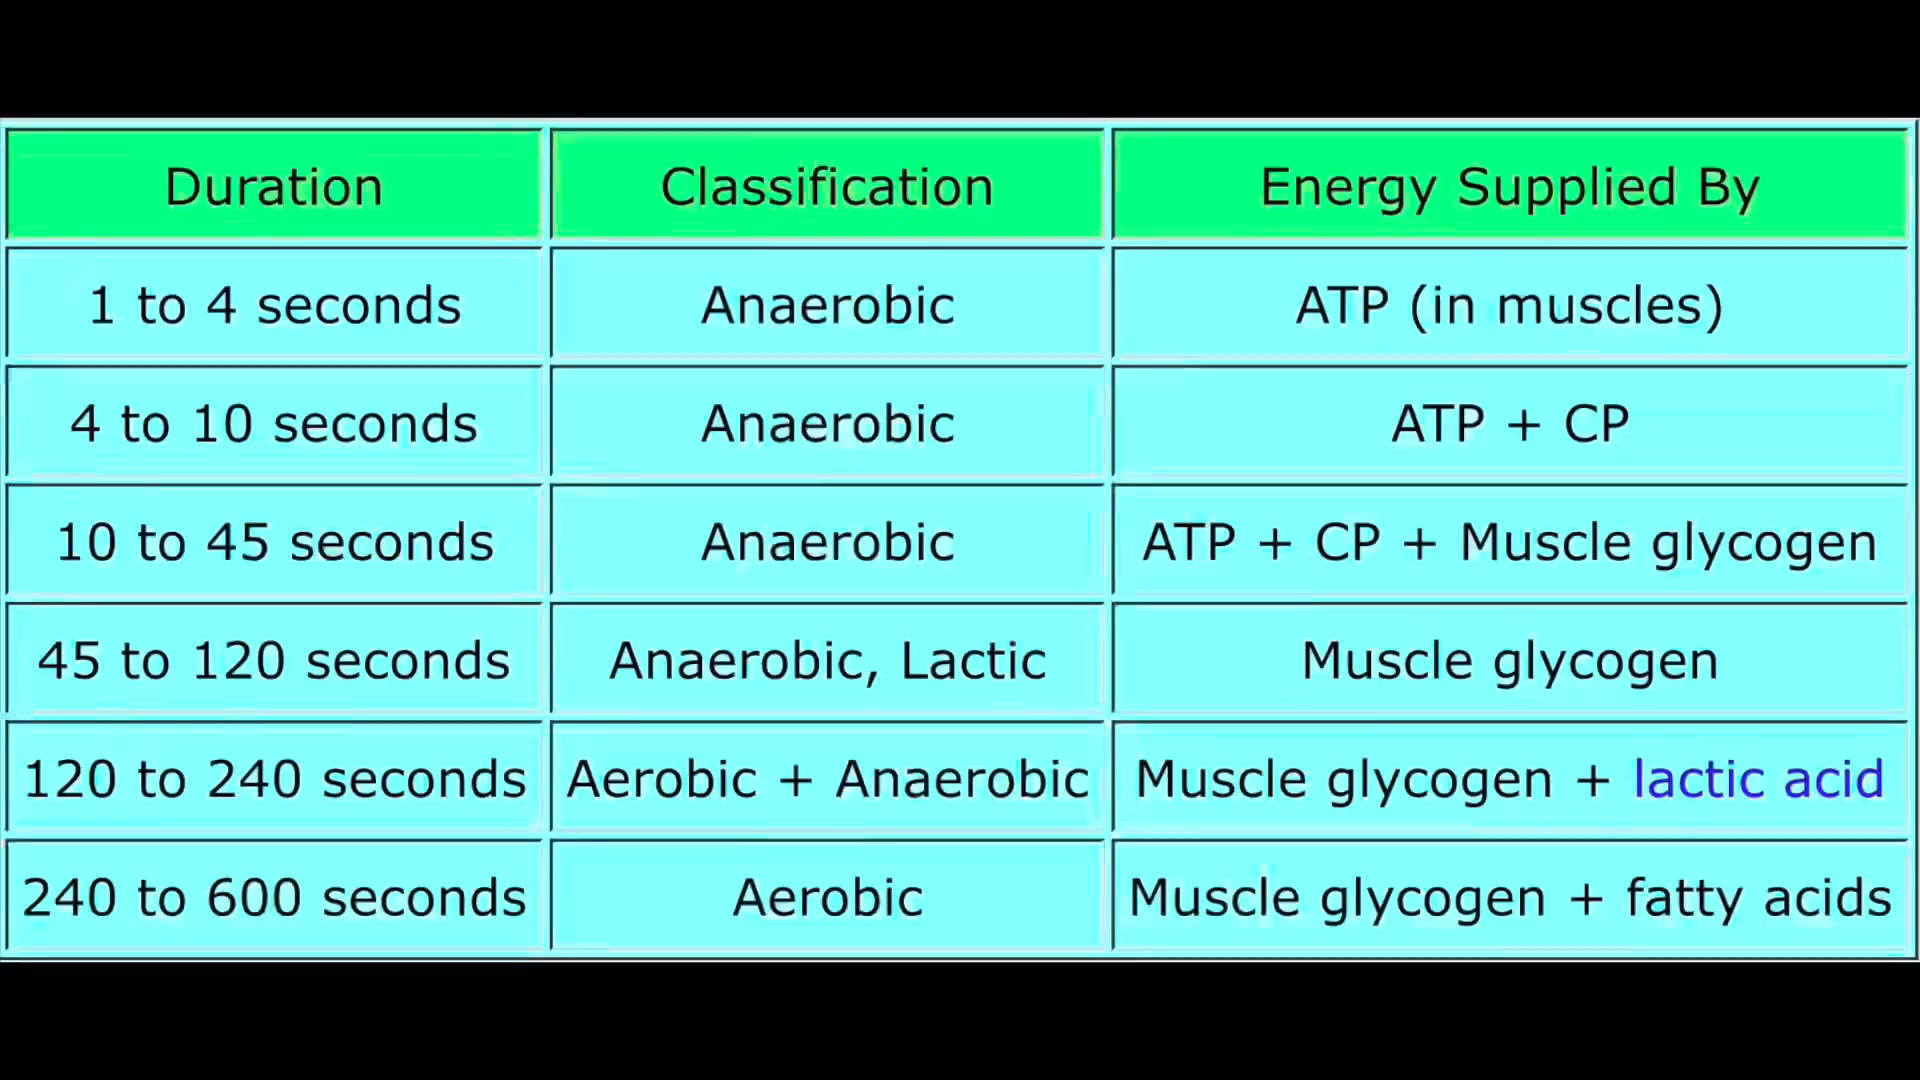 Duration Classification Energy Supplied By
1 to 4 seconds Anaerobic ATP (in muscles)
4 to 10 seconds Anaerobic ATP + CP
10 to 45 seconds Anaerobic ATP + CP + Muscle glycogen
45 to 120 seconds Anaerobic, Lactic Muscle glycogen
120 to 240 seconds Aerobic + Anaerobic Muscle glycogen + lactic acid
240 to 600 seconds Aerobic Muscle glycogen + fatty acids